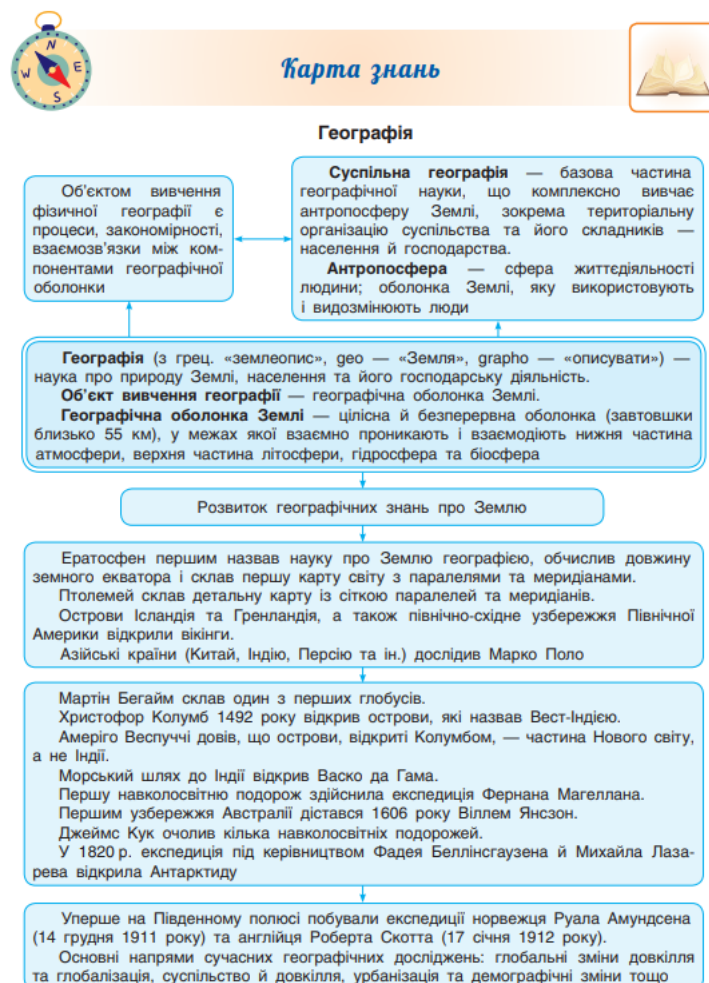 N
W
E
S
Карта знань
Географія
Об'єктом вивчення
фізичної географії є
процеси, закономірності,
взаємозв'язки між ком-
понентами географічної
оболонки
Суспільна географія — базова частина
географічної науки, що комплексно вивчає
антропосферу Землі, зокрема територіальну
організацію суспільства та його складників —
населення й господарства.
Антропосфера — сфера життєдіяльності
людини; оболонка Землі, яку використовують
і видозмінюють люди
Географія (з грец. «землеопис», geo — «Земля», grapho — «описувати») —
наука про природу Землі, населення та його господарську діяльність.
Об'єкт вивчення географії — географічна оболонка Землі.
Географічна оболонка Землі — цілісна й безперервна оболонка (завтовшки
близько 55 км), у межах якої взаємно проникають і взаємодіють нижня частина
атмосфери, верхня частина літосфери, гідросфера та біосфера
Розвиток географічних знань про Землю
Ератосфен першим назвав науку про Землю географією, обчислив довжину
земного екватора і склав першу карту світу з паралелями та меридіанами.
Птолемей склав детальну карту із сіткою паралелей та меридіанів.
Острови Ісландія та Гренландія, а також північно-східне узбережжя Північної
Америки відкрили вікінги.
Азійські країни (Китай, Індію, Персію та ін.) дослідив Марко Поло
Мартін Бегайм склав один з перших глобусів.
Христофор Колумб 1492 року відкрив острови, які назвав Вест-Індією.
Амеріго Веспуччі довів, що острови, відкриті Колумбом, — частина Нового світу,
а не Індії.
Морський шлях до Індії відкрив Васко да Гама.
Першу навколосвітню подорож здійснила експедиція Фернана Магеллана.
Першим узбережжя Австралії дістався 1606 року Віллем Янсзон.
Джеймс Кук очолив кілька навколосвітніх подорожей.
У 1820 р. експедиція під керівництвом Фадея Беллінсгаузена й Михайла Лаза-
рева відкрила Антарктиду
Уперше на Південному полюсі побували експедиції норвежця Руала Амундсена
(14 грудня 1911 року) та англійця Роберта Скотта (17 січня 1912 року).
Основні напрями сучасних географічних досліджень: глобальні зміни довкілля
та глобалізація, суспільство й довкілля, урбанізація та демографічні зміни тощо